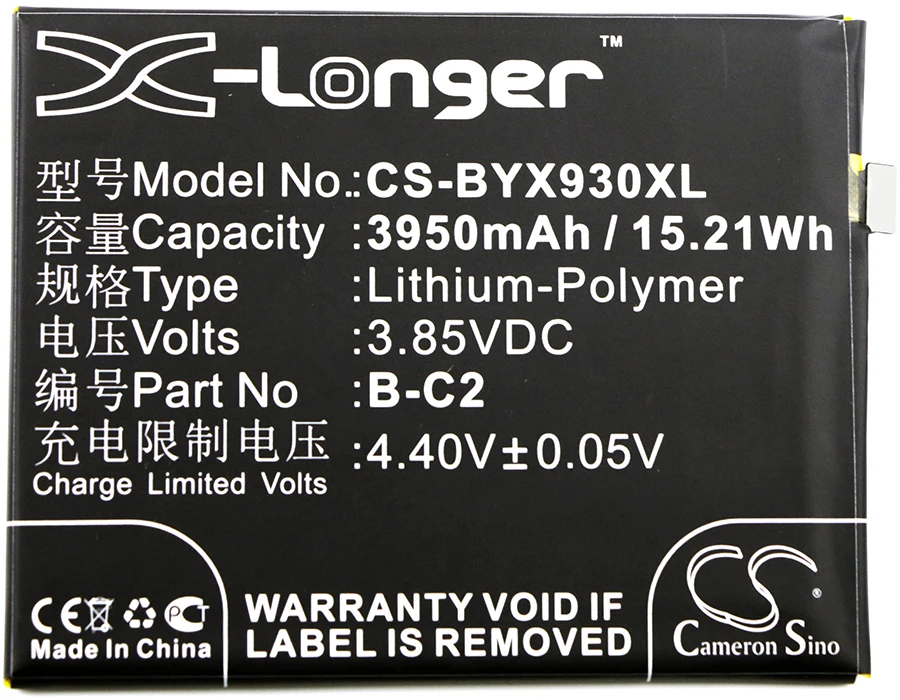 X-Longer™
型号Model No.:CS-BYX930XL
容量Capacity :3950mAh / 15.21Wh
规格Type :Lithium-Polymer
电压Volts :3.85VDC
编号Part No :B-C2
充电限制电压 :4.40V±0.05V
Charge Limited Volts
CE PCT
Made In China
WARRANTY VOID IF
LABEL IS REMOVED
CS®
Cameron Sino